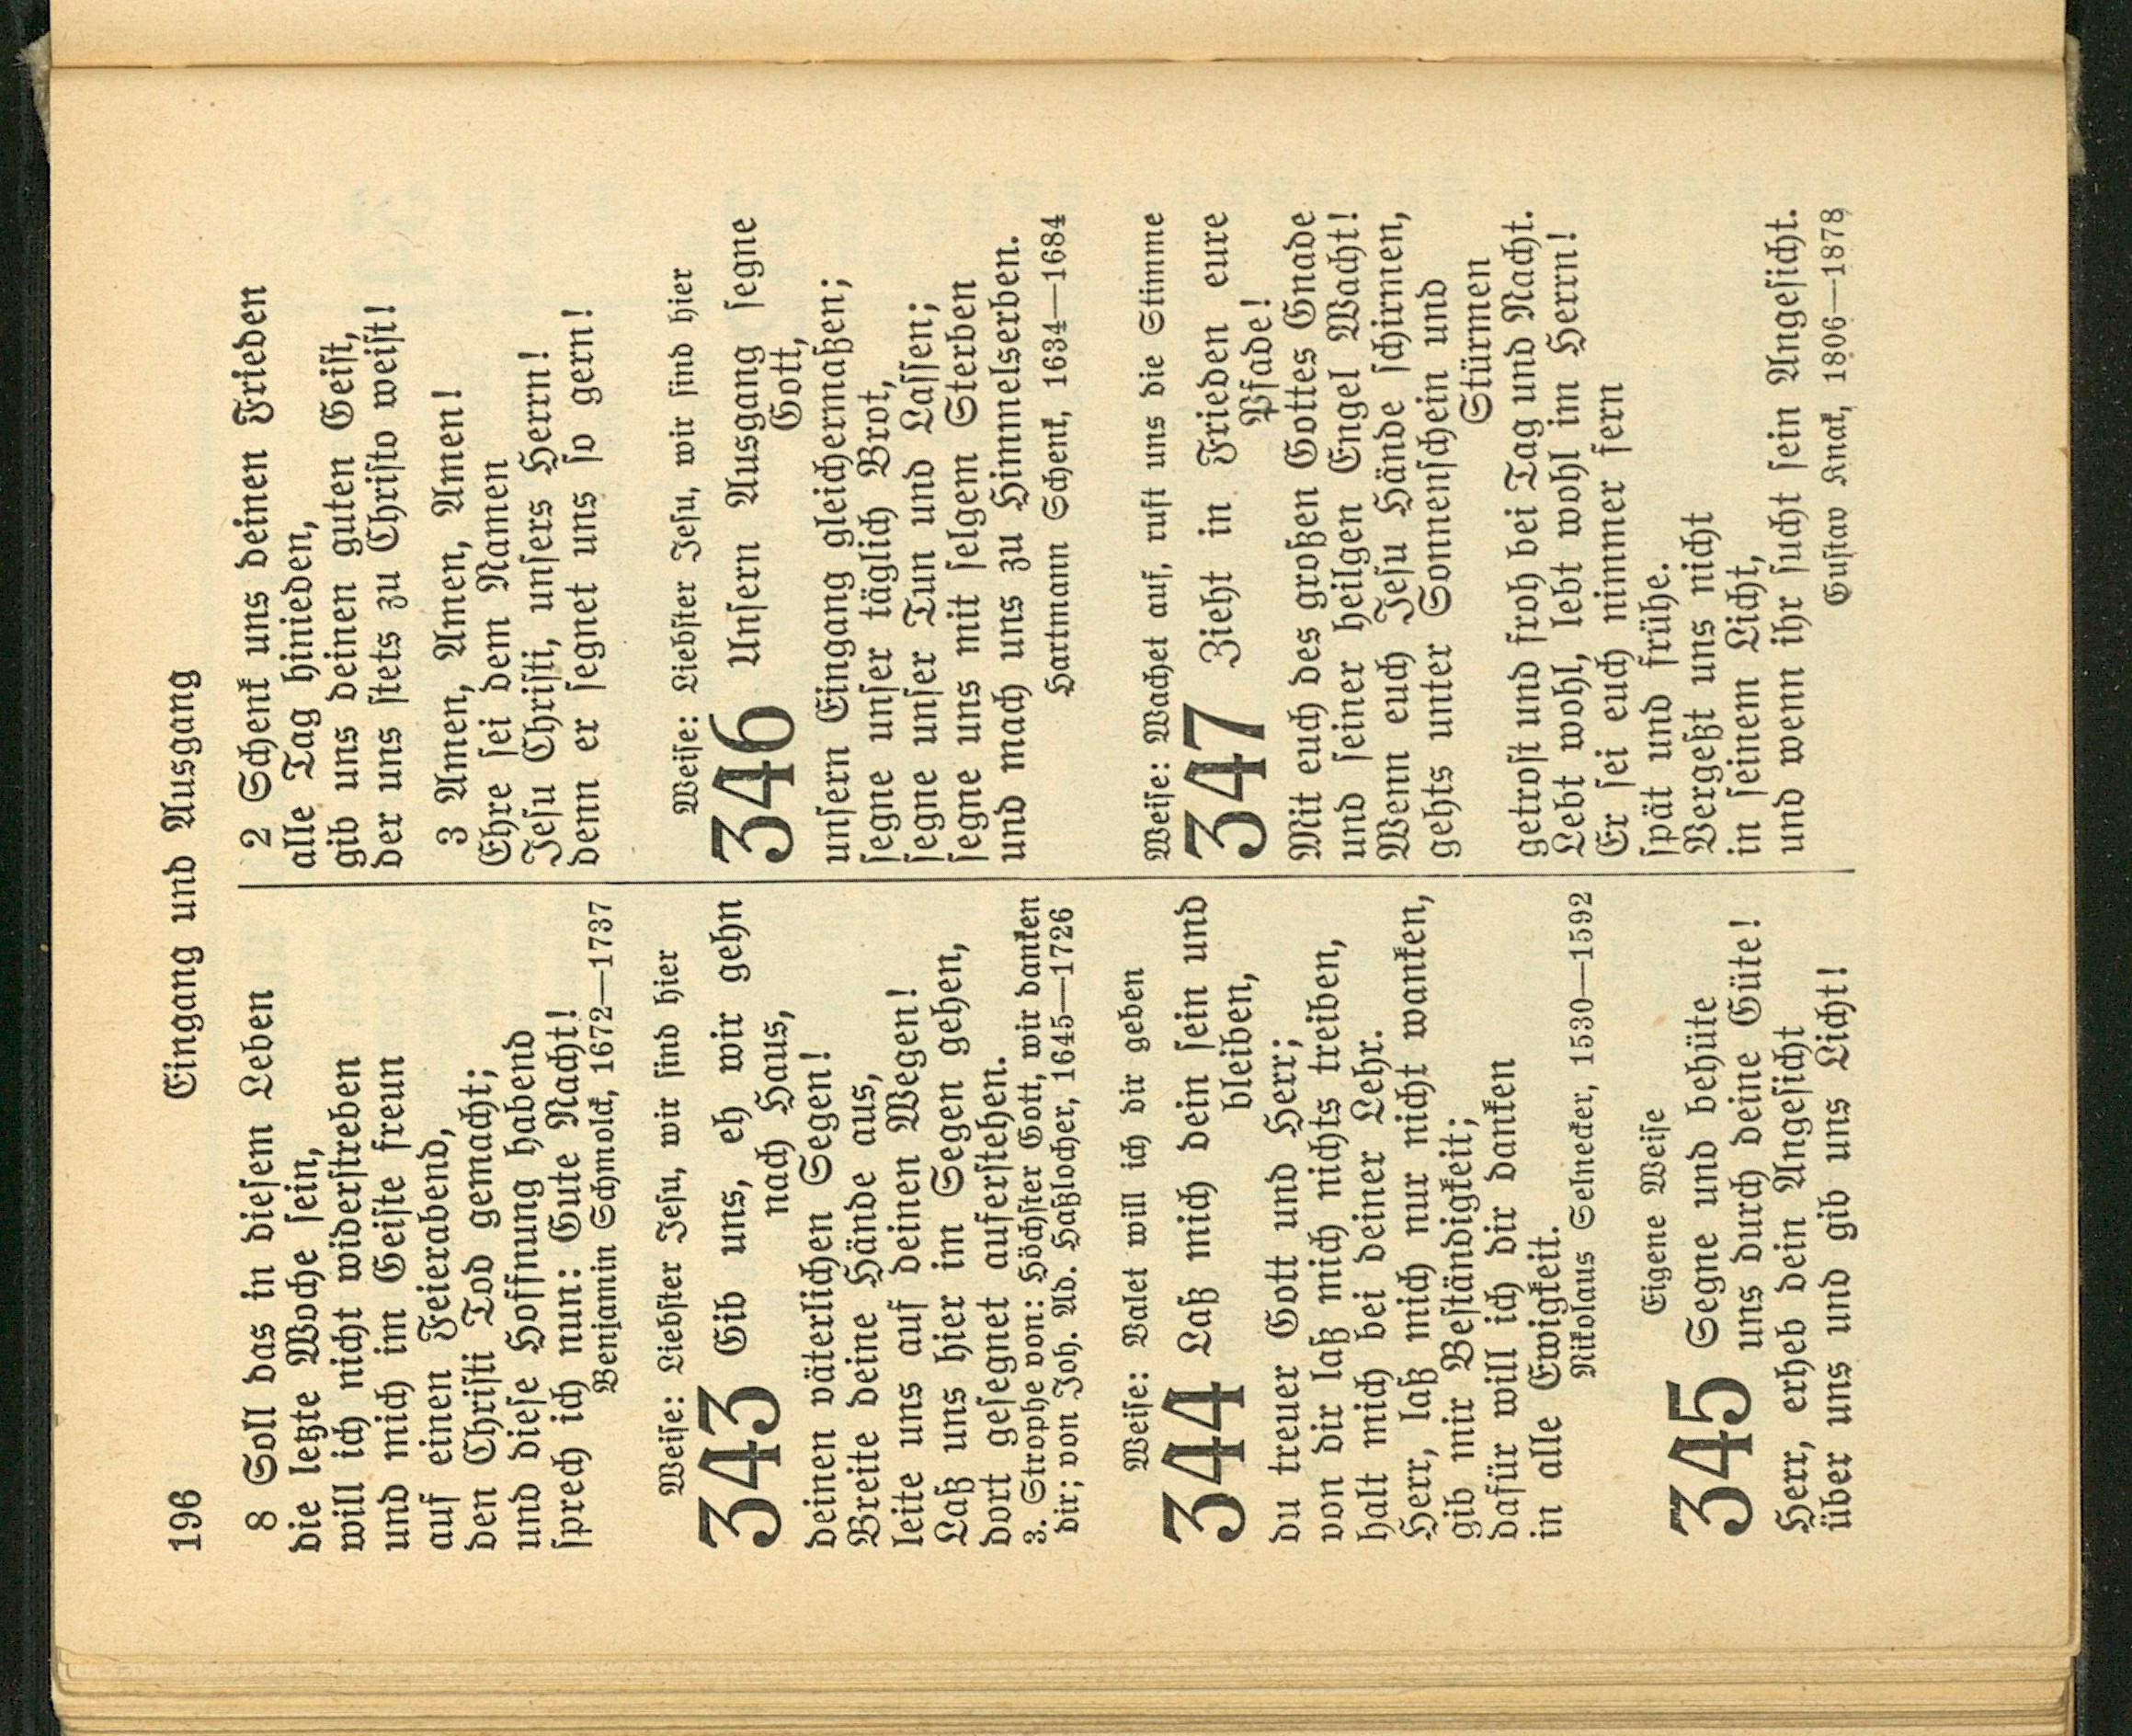 196
Eingang und Ausgang
8 Soll das in diesem Leben
die letzte Woche sein,
will ich nicht widerstreben
und mich im Geiste freun
auf einen Feierabend,
den Christi Tod gemacht;
und diese Hoffnung habend
sprech ich nun: Gute Nacht!
Benjamin Schmolck, 1672—1737
Weise: Liebster Jesu, wir sind hier
343 Gib uns, eh wir gehn
nach Haus,
deinen väterlichen Segen!
Breite deine Hände aus,
leite uns auf deinen Wegen!
Laß uns hier im Segen gehen,
dort gesegnet auferstehen.
3. Strophe von: Höchster Gott, wir danken
dir; von Joh. Ad. Haßlocher, 1645—1726
Weise: Valet will ich dir geben
344 Laß mich dein sein und
bleiben,
du treuer Gott und Herr;
von dir laß mich nichts treiben,
halt mich bei deiner Lehr.
Herr, laß mich nur nicht wanken,
gib mir Beständigkeit;
dafür will ich dir danken
in alle Ewigkeit.
Nikolaus Selnecker, 1530—1592
Eigene Weise
345 Segne und behüte
uns durch deine Güte!
Herr, erheb dein Angesicht
über uns und gib uns Licht!
2 Schenk uns deinen Frieden
alle Tag hinieden,
gib uns deinen guten Geist,
der uns stets zu Christo weist!
3 Amen, Amen, Amen!
Ehre sei dem Namen
Jesu Christi, unsers Herrn!
denn er segnet uns so gern!
Weise: Liebster Jesu, wir sind hier
346 Unsern Ausgang segne
Gott,
unsern Eingang gleichermaßen;
segne unser täglich Brot,
segne unser Tun und Lassen;
segne uns mit selgem Sterben
und mach uns zu Himmelserben.
Hartmann Schenk, 1634—1684
Weise: Wachet auf, ruft uns die Stimme
347 Zieht in Frieden eure
Pfade!
Mit euch des großen Gottes Gnade
und seiner heilgen Engel Wacht!
Wenn euch Jesu Hände schirmen,
gehts unter Sonnenschein und
Stürmen
getrost und froh bei Tag und Nacht.
Lebt wohl, lebt wohl im Herrn!
Er sei euch nimmer fern
spät und frühe.
Vergeßt uns nicht
in seinem Licht,
und wenn ihr sucht sein Angesicht.
Gustav Knak, 1806—1878